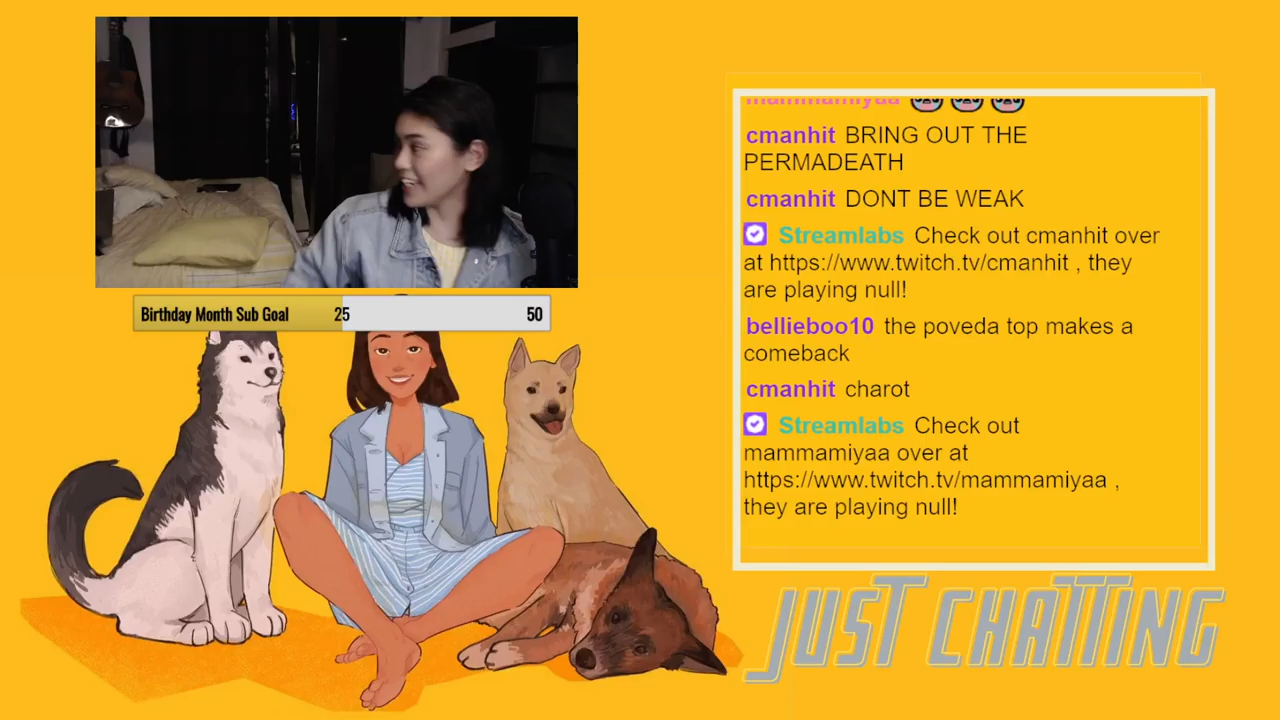 mammamiyaa
cmanhit BRING OUT THE
PERMADEATH
cmanhit DONT BE WEAK
Streamlabs Check out cmanhit over
at https://www.twitch.tv/cmanhit , they
are playing null!
bellieboo10 the poveda top makes a
comeback
cmanhit charot
Streamlabs Check out
mammamiyaa over at
https://www.twitch.tv/mammamiyaa ,
they are playing null!
Birthday Month Sub Goal 25 50
JUST CHATTING